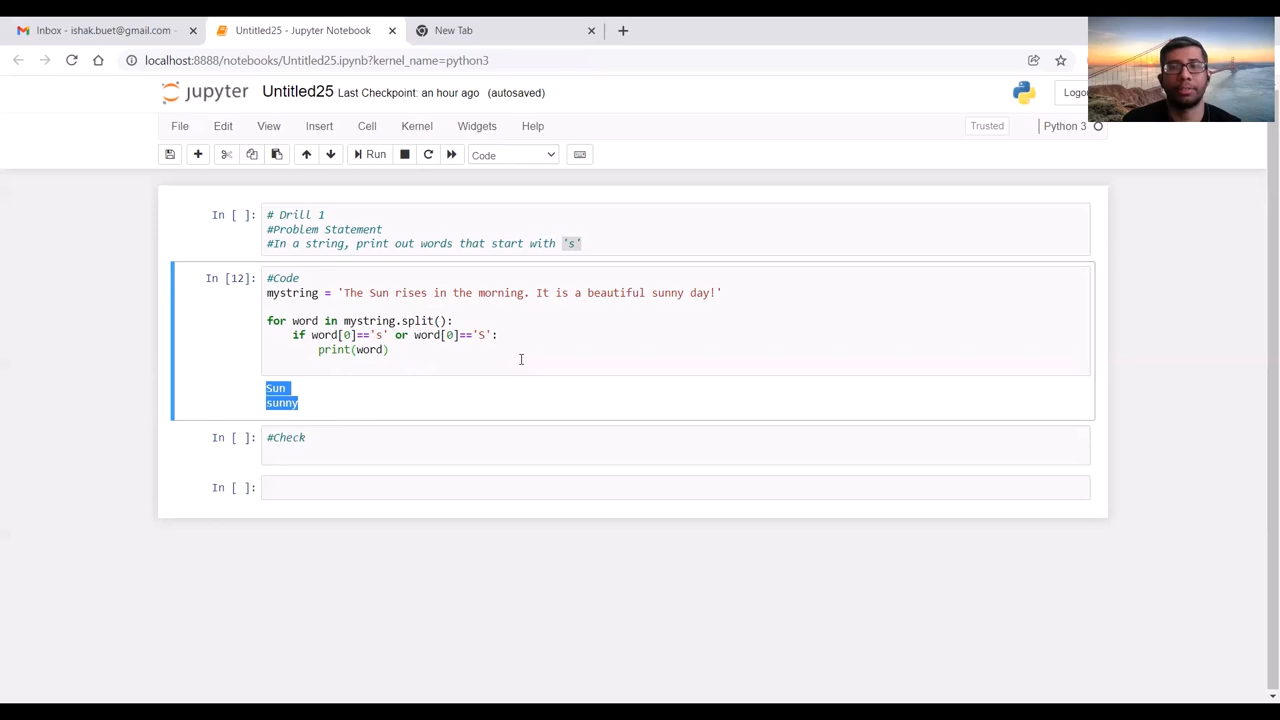 Inbox - ishak.buet@gmail.com -
Untitled25 - Jupyter Notebook
New Tab
localhost:8888/notebooks/Untitled25.ipynb?kernel_name=python3
jupyter Untitled25 Last Checkpoint: an hour ago (autosaved)
File Edit View Insert Cell Kernel Widgets Help
Trusted
Python 3
Run
Code
In [ ]:
# Drill 1
#Problem Statement
#In a string, print out words that start with 's'
In [12]:
#Code
mystring = 'The Sun rises in the morning. It is a beautiful sunny day!'
for word in mystring.split():
if word[0]=='s' or word[0]=='S':
print(word)
Sun
sunny
In [ ]:
#Check
In [ ]: